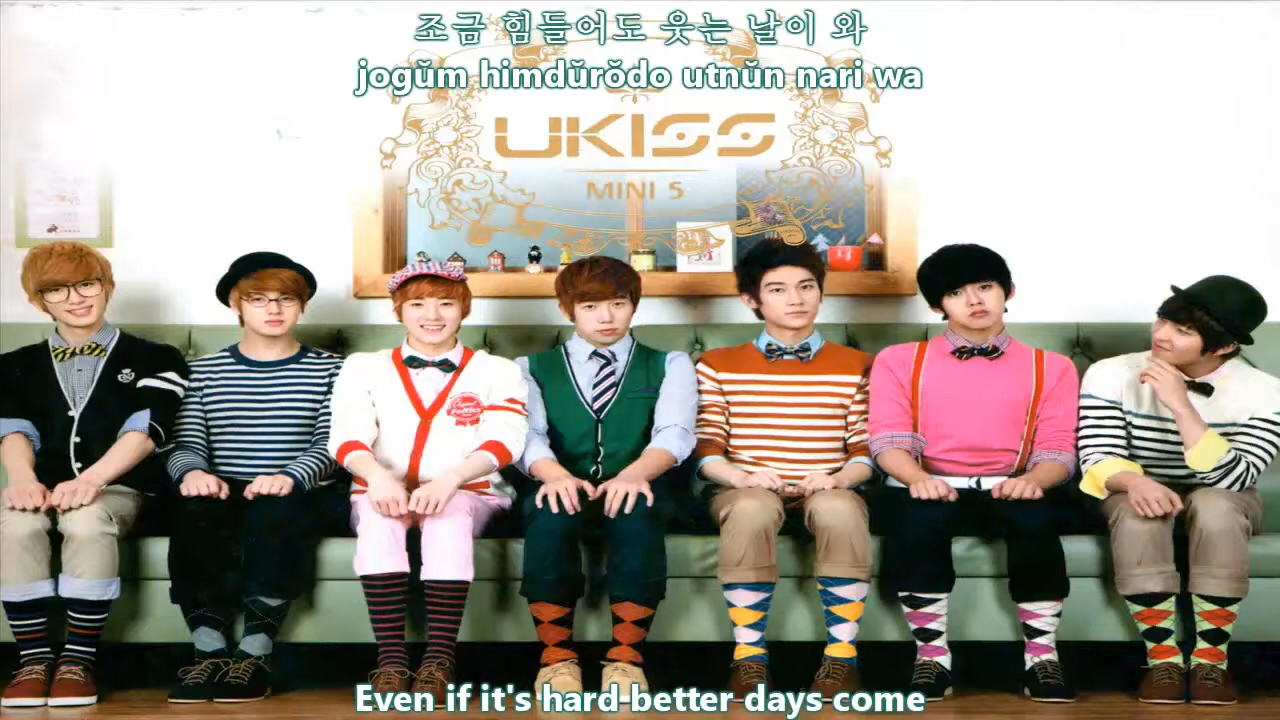 조금 힘들어도 웃는 날이 와
jogŭm himdŭrŏdo utnŭn nari wa
UKISS
MINI 5
Even if it's hard better days come